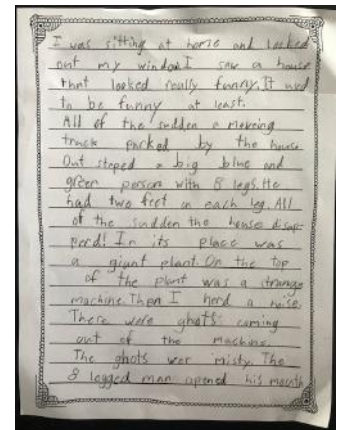 I was sitting at home and looked
out my window I saw a house
that looked really funny. It had
to be funny at least.
All of the sudden a moveing
truck parked by the house.
Out steped a big blue and
green person with 8 legs. He
had two feet on each leg. All
of the sudden the house disap-
perd! In its place was
a giant plant. On the top
of the plant was a strange
machine. Then I herd a noise.
There were ghots coming
out of the machine.
The ghots wer misty. The
8 legged man opened his mouth